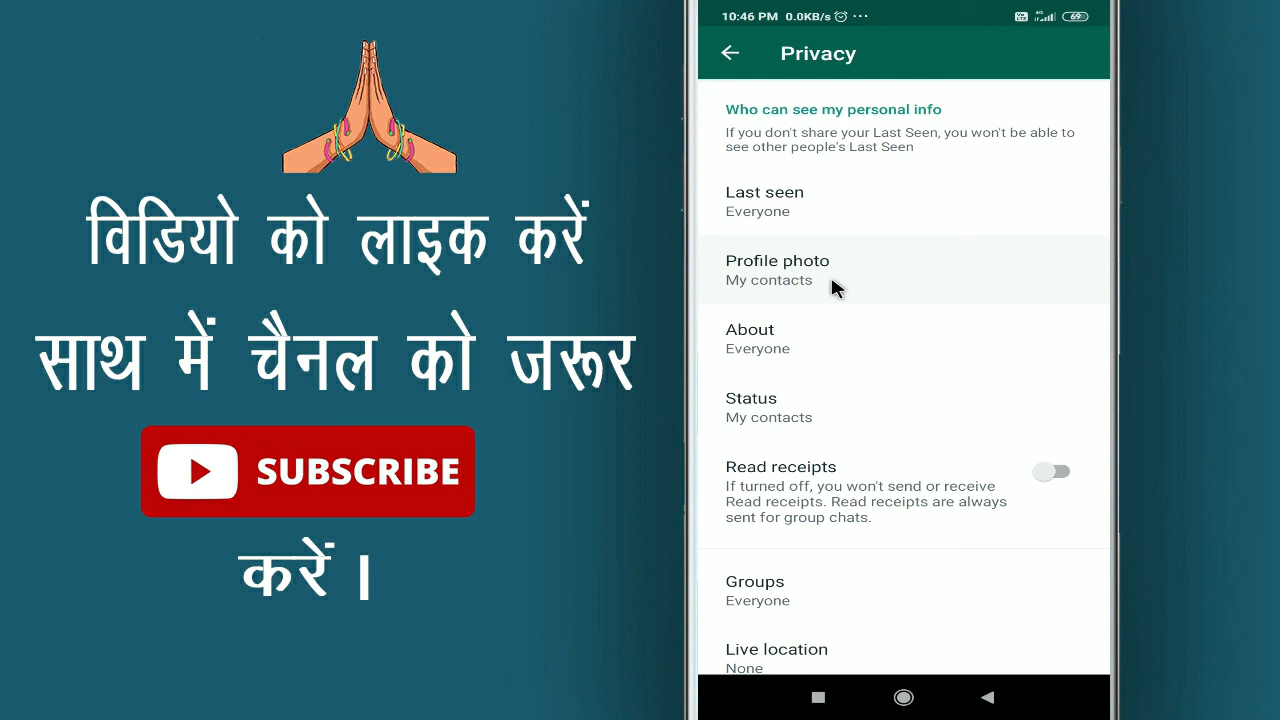 विडियो को लाइक करें
साथ में चैनल को जरूर
SUBSCRIBE
करें।
10:46 PM 0.0KB/s ...
4G
69
Privacy
Who can see my personal info
If you don't share your Last Seen, you won't be able to
see other people's Last Seen
Last seen
Everyone
Profile photo
My contacts
About
Everyone
Status
My contacts
Read receipts
If turned off, you won't send or receive
Read receipts. Read receipts are always
sent for group chats.
Groups
Everyone
Live location
None